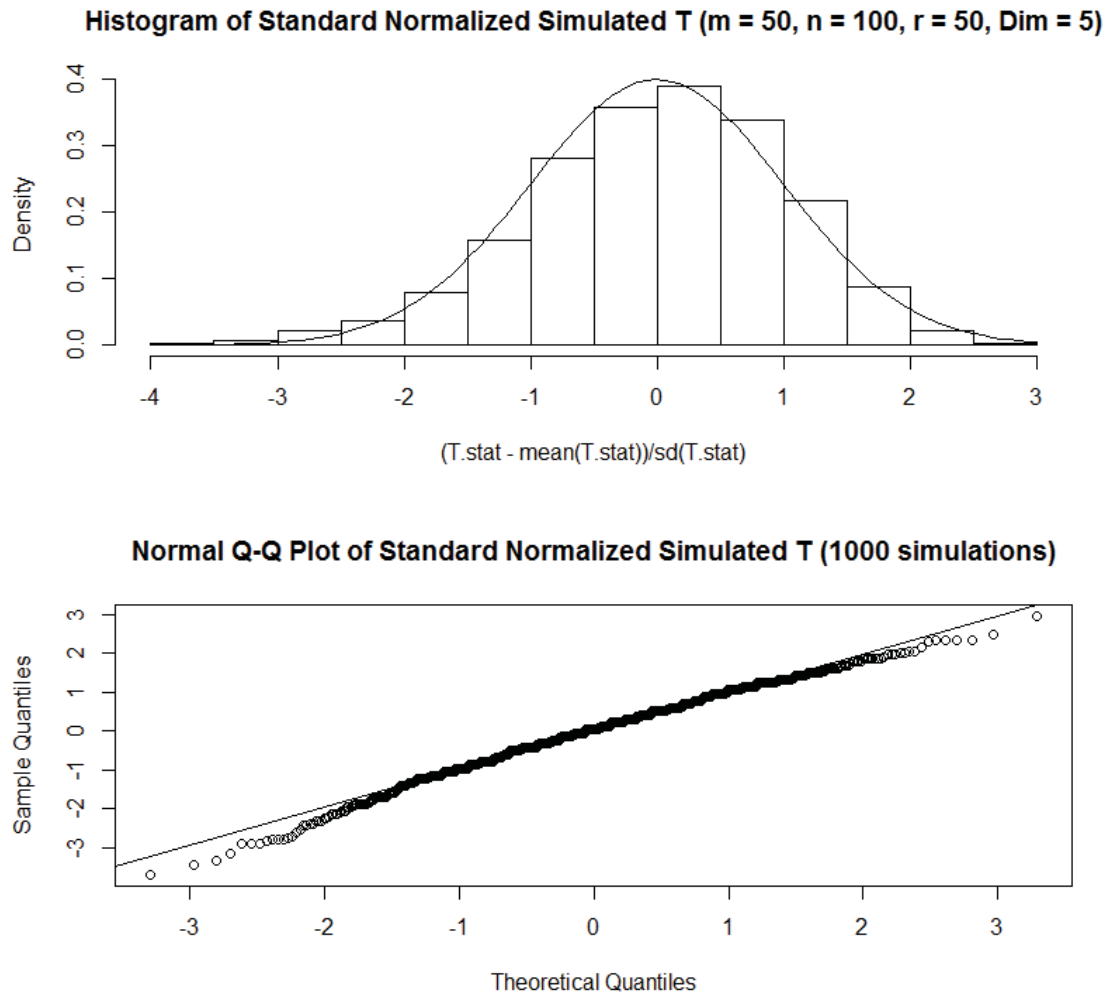 Histogram of Standard Normalized Simulated T (m = 50, n = 100, r = 50, Dim = 5)
Density
0.4
0.3
0.2
0.1
0.0
-4 -3 -2 -1 0 1 2 3
(T.stat - mean(T.stat))/sd(T.stat)
Normal Q-Q Plot of Standard Normalized Simulated T (1000 simulations)
Sample Quantiles
3
2
1
0
-1
-2
-3
-3 -2 -1 0 1 2 3
Theoretical Quantiles